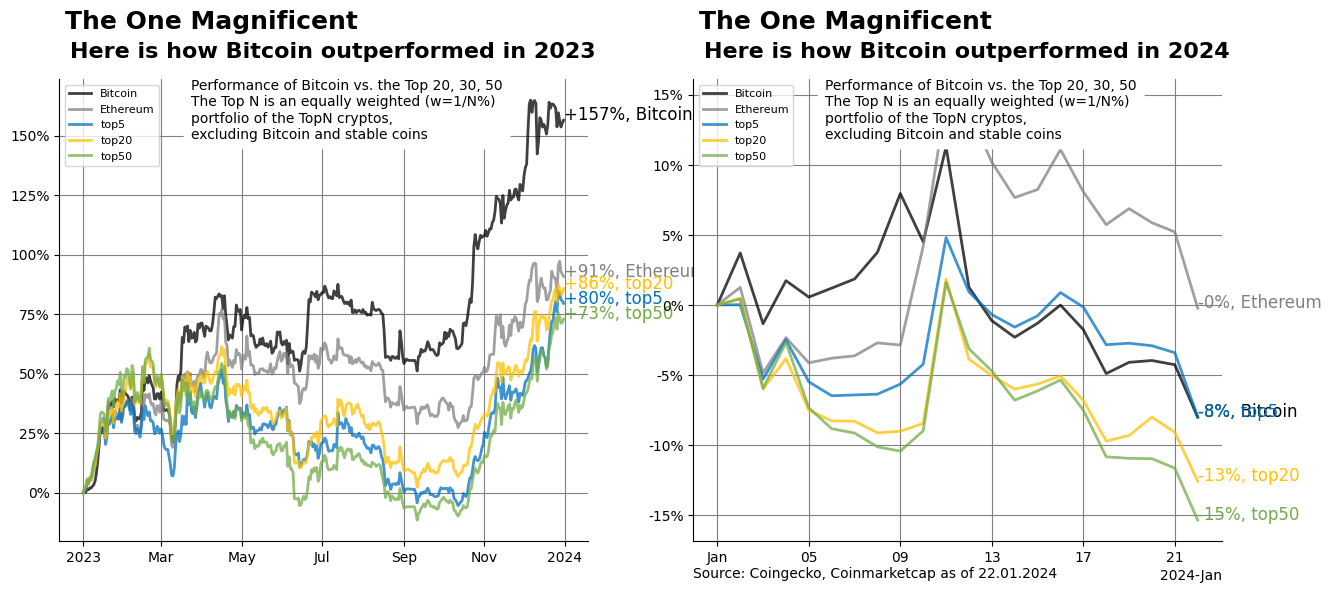 The One Magnificent
Here is how Bitcoin outperformed in 2023
Performance of Bitcoin vs. the Top 20, 30, 50
The Top N is an equally weighted (w=1/N%)
portfolio of the TopN cryptos,
excluding Bitcoin and stable coins
Bitcoin
Ethereum
top5
top20
top50
150%
125%
100%
75%
50%
25%
0%
+157%, Bitcoin
+91%, Ethereum
+86%, top20
+80%, top5
+73%, top50
2023
Mar
May
Jul
Sep
Nov
2024
The One Magnificent
Here is how Bitcoin outperformed in 2024
Performance of Bitcoin vs. the Top 20, 30, 50
The Top N is an equally weighted (w=1/N%)
portfolio of the TopN cryptos,
excluding Bitcoin and stable coins
Bitcoin
Ethereum
top5
top20
top50
15%
10%
5%
0%
-5%
-10%
-15%
-0%, Ethereum
-8%, top5
-8%, Bitcoin
-13%, top20
-15%, top50
Jan
05
09
13
17
21
2024-Jan
Source: Coingecko, Coinmarketcap as of 22.01.2024